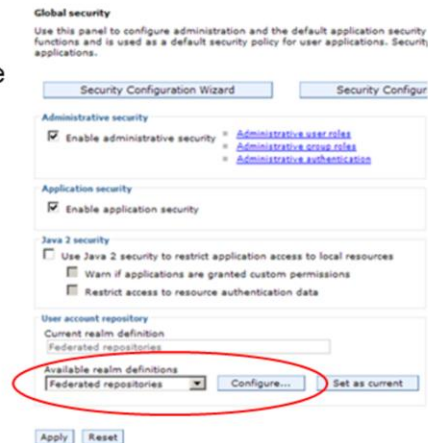 Global security
Use this panel to configure administration and the default application security
functions and is used as a default security policy for user applications. Security
applications.
e
Security Configuration Wizard
Security Configur
Administrative security
Enable administrative security
Administrative user roles
Administrative group roles
Administrative authentication
Application security
Enable application security
Java 2 security
Use Java 2 security to restrict application access to local resources
Warn if applications are granted custom permissions
Restrict access to resource authentication data
User account repository
Current realm definition
Federated repositories
Available realm definitions
Federated repositories
Configure...
Set as current
Apply
Reset